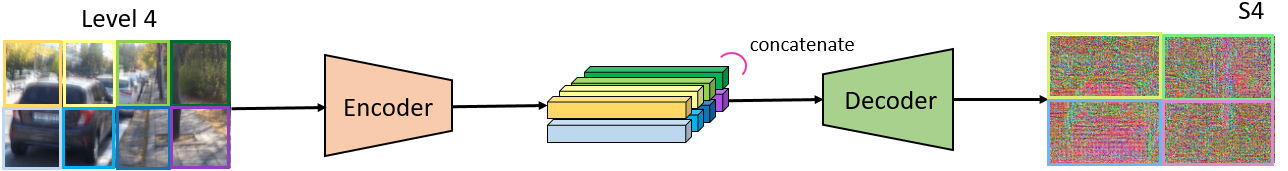 Level 4
S4
concatenate
Encoder
Decoder